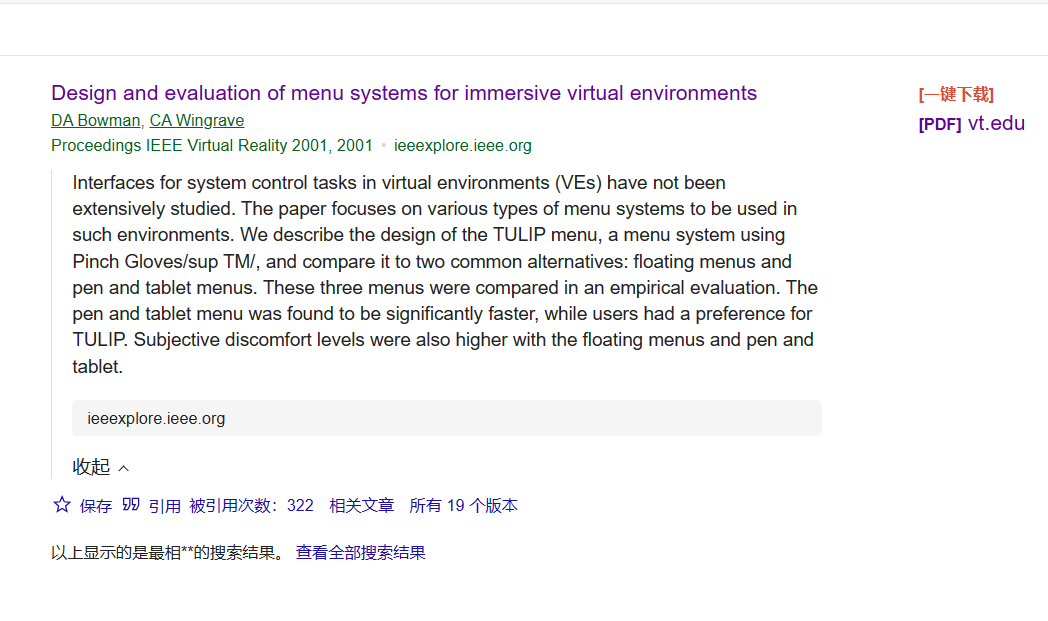 Design and evaluation of menu systems for immersive virtual environments
[一键下载]
DA Bowman, CA Wingrave
[PDF] vt.edu
Proceedings IEEE Virtual Reality 2001, 2001 • ieeexplore.ieee.org
Interfaces for system control tasks in virtual environments (VEs) have not been
extensively studied. The paper focuses on various types of menu systems to be used in
such environments. We describe the design of the TULIP menu, a menu system using
Pinch Gloves/sup TM/, and compare it to two common alternatives: floating menus and
pen and tablet menus. These three menus were compared in an empirical evaluation. The
pen and tablet menu was found to be significantly faster, while users had a preference for
TULIP. Subjective discomfort levels were also higher with the floating menus and pen and
tablet.
ieeexplore.ieee.org
收起
保存 引用 被引用次数：322 相关文章 所有 19 个版本
以上显示的是最相**的搜索结果。 查看全部搜索结果